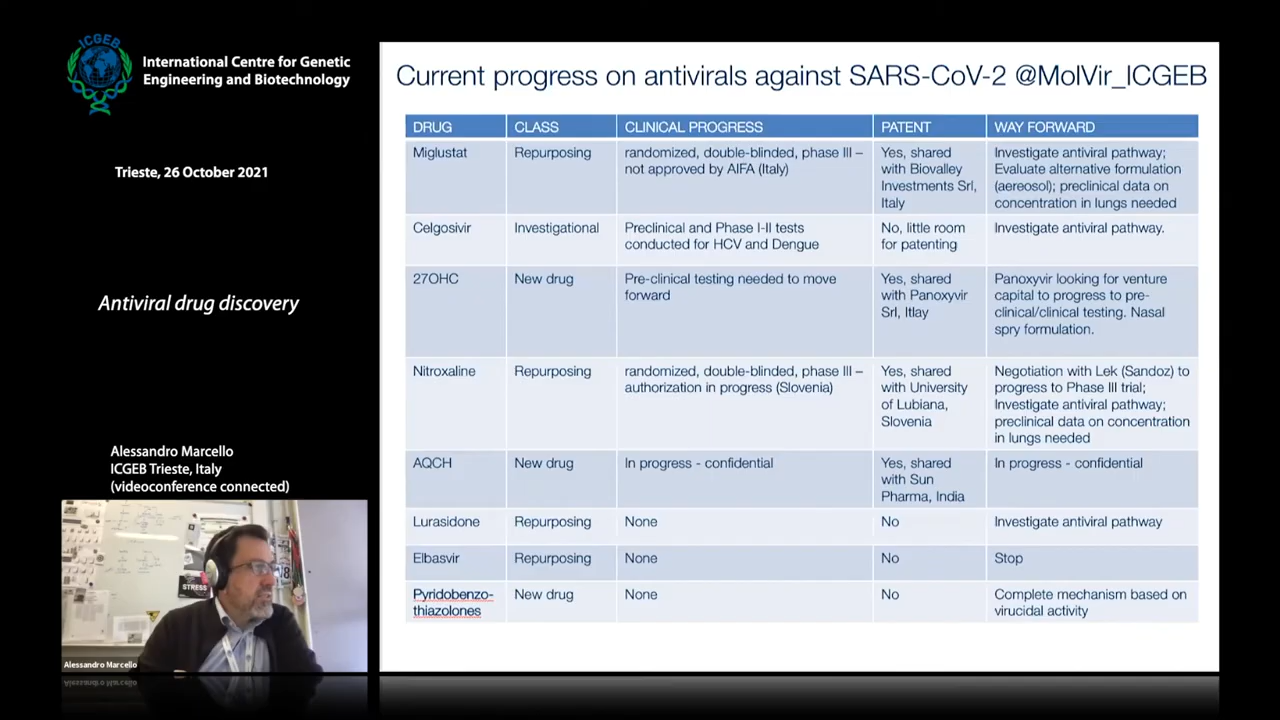 ICGEB
International Centre for Genetic
Engineering and Biotechnology
Trieste, 26 October 2021
Antiviral drug discovery
Alessandro Marcello
ICGEB Trieste, Italy
(videoconference connected)
STRESS
Alessandro Marcello
Current progress on antivirals against SARS-CoV-2 @MolVir_ICGEB
DRUG CLASS CLINICAL PROGRESS PATENT WAY FORWARD
Miglustat Repurposing randomized, double-blinded, phase III – Yes, shared Investigate antiviral pathway;
not approved by AIFA (Italy) with Biovalley Evaluate alternative formulation
Investments Srl, (aereosol); preclinical data on
Italy concentration in lungs needed
Celgosivir Investigational Preclinical and Phase I-II tests No, little room Investigate antiviral pathway.
conducted for HCV and Dengue for patenting
27OHC New drug Pre-clinical testing needed to move Yes, shared Panoxyvir looking for venture
forward with Panoxyvir capital to progress to pre-
Srl, Itlay clinical/clinical testing. Nasal
spry formulation.
Nitroxaline Repurposing randomized, double-blinded, phase III – Yes, shared Negotiation with Lek (Sandoz) to
authorization in progress (Slovenia) with University progress to Phase III trial;
of Lubiana, Investigate antiviral pathway;
Slovenia preclinical data on concentration
in lungs needed
AQCH New drug In progress - confidential Yes, shared In progress - confidential
with Sun
Pharma, India
Lurasidone Repurposing None No Investigate antiviral pathway
Elbasvir Repurposing None No Stop
Pyridobenzo- New drug None No Complete mechanism based on
thiazolones virucidal activity